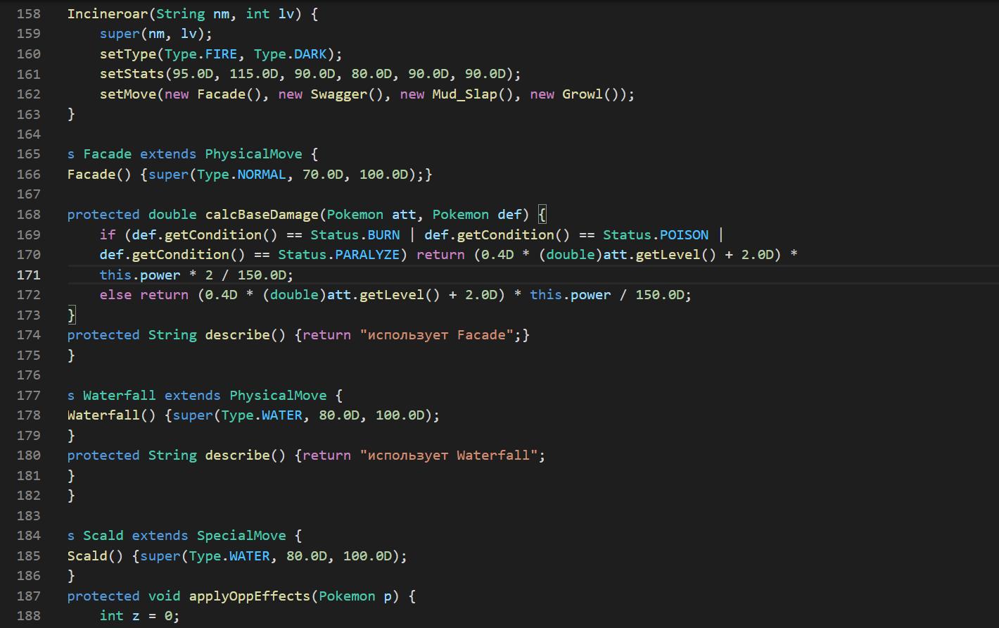 158 Incineroar(String nm, int lv) {
159 super(nm, lv);
160 setType(Type.FIRE, Type.DARK);
161 setStats(95.0D, 115.0D, 90.0D, 80.0D, 90.0D, 90.0D);
162 setMove(new Facade(), new Swagger(), new Mud_Slap(), new Growl());
163 }
164
165 s Facade extends PhysicalMove {
166 Facade() {super(Type.NORMAL, 70.0D, 100.0D);}
167
168 protected double calcBaseDamage(Pokemon att, Pokemon def) {
169 if (def.getCondition() == Status.BURN | def.getCondition() == Status.POISON |
170 def.getCondition() == Status.PARALYZE) return (0.4D * (double)att.getLevel() + 2.0D) *
171 this.power * 2 / 150.0D;
172 else return (0.4D * (double)att.getLevel() + 2.0D) * this.power / 150.0D;
173 }
174 protected String describe() {return "использует Facade";}
175 }
176
177 s Waterfall extends PhysicalMove {
178 Waterfall() {super(Type.WATER, 80.0D, 100.0D);
179 }
180 protected String describe() {return "использует Waterfall";
181 }
182 }
183
184 s Scald extends SpecialMove {
185 Scald() {super(Type.WATER, 80.0D, 100.0D);
186 }
187 protected void applyOppEffects(Pokemon p) {
188 int z = 0;